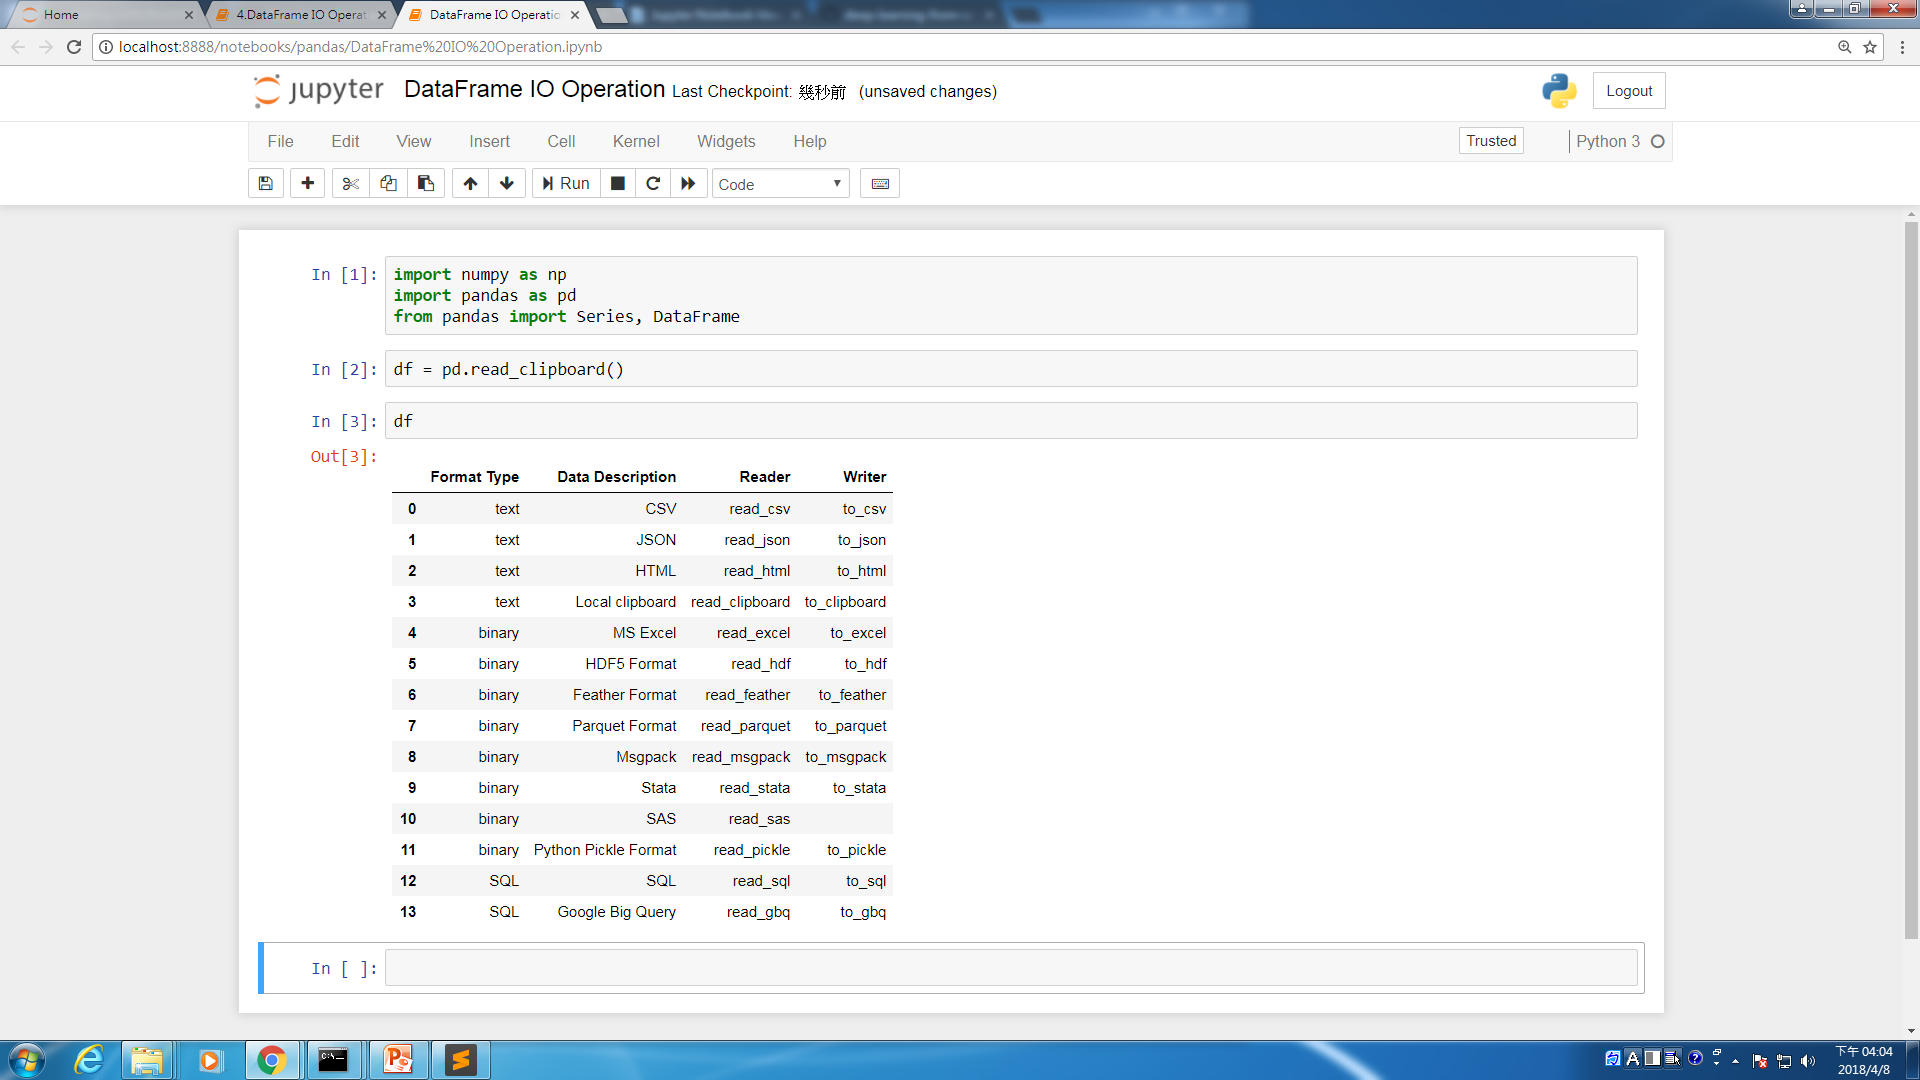 Home
4.DataFrame IO Operat
DataFrame IO Operatio
localhost:8888/notebooks/pandas/DataFrame%20IO%20Operation.ipynb
jupyter DataFrame IO Operation Last Checkpoint: 幾秒前 (unsaved changes)
Logout
File Edit View Insert Cell Kernel Widgets Help Trusted Python 3
Run Code
In [1]: import numpy as np
import pandas as pd
from pandas import Series, DataFrame
In [2]: df = pd.read_clipboard()
In [3]: df
Out[3]:
Format Type Data Description Reader Writer
0 text CSV read_csv to_csv
1 text JSON read_json to_json
2 text HTML read_html to_html
3 text Local clipboard read_clipboard to_clipboard
4 binary MS Excel read_excel to_excel
5 binary HDF5 Format read_hdf to_hdf
6 binary Feather Format read_feather to_feather
7 binary Parquet Format read_parquet to_parquet
8 binary Msgpack read_msgpack to_msgpack
9 binary Stata read_stata to_stata
10 binary SAS read_sas
11 binary Python Pickle Format read_pickle to_pickle
12 SQL SQL read_sql to_sql
13 SQL Google Big Query read_gbq to_gbq
In [ ]:
下午 04:04
2018/4/8